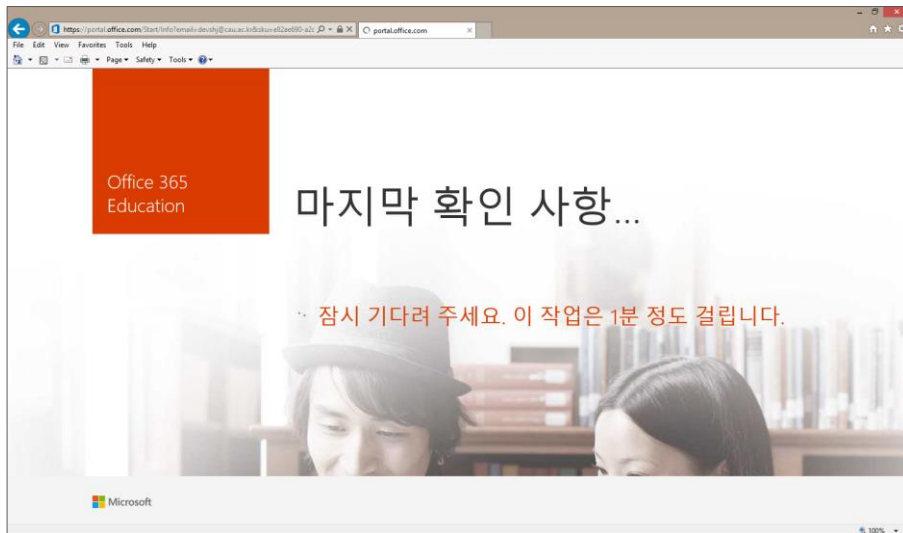 https://portal.office.com/Start/Info?email=devshj@cau.ac.kr&sku=e82ae690-a2c
portal.office.com
File Edit View Favorites Tools Help
Page Safety Tools
Office 365
Education
마지막 확인 사항...
잠시 기다려 주세요. 이 작업은 1분 정도 걸립니다.
Microsoft
100%